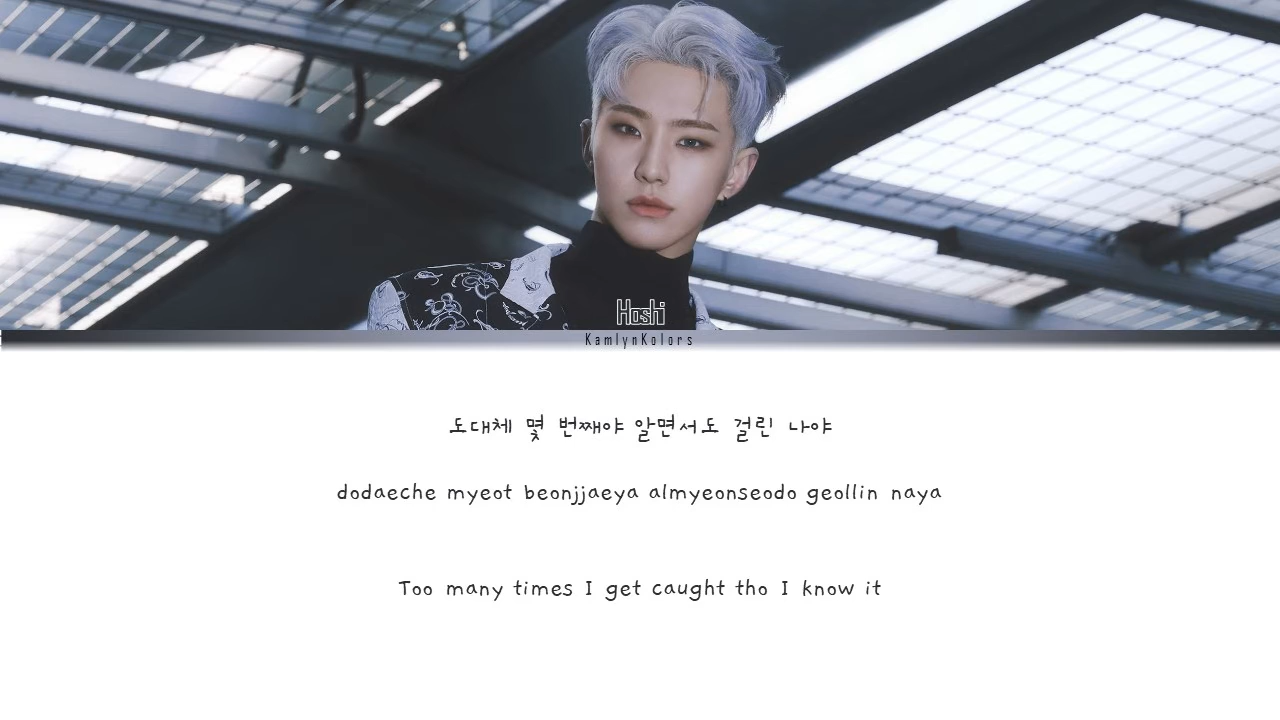 Hoshi
KamlynKolors
도대체 몇 번째야 알면서도 걸린 나야
dodaeche myeot beonjjaeya almyeonseodo geollin naya
Too many times I get caught tho I know it